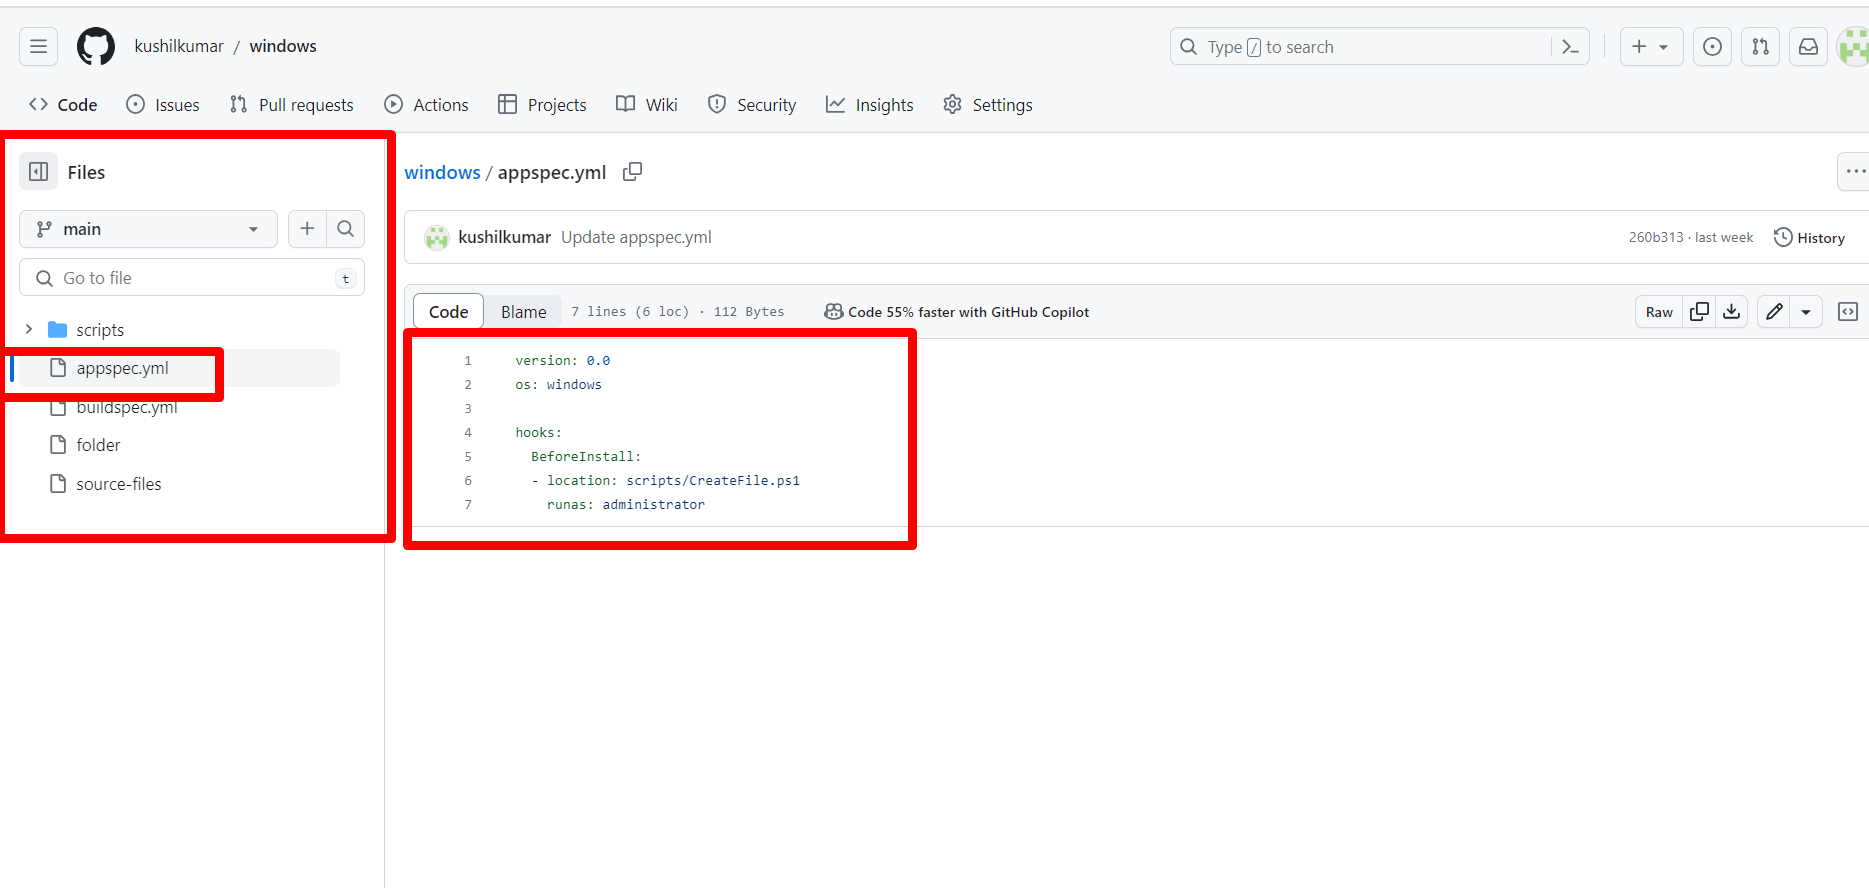 kushilkumar / windows
Type / to search
Code Issues Pull requests Actions Projects Wiki Security Insights Settings
Files
main
Go to file t
scripts
appspec.yml
buildspec.yml
folder
source-files
windows / appspec.yml
kushilkumar Update appspec.yml
260b313 · last week History
Code Blame 7 lines (6 loc) · 112 Bytes Code 55% faster with GitHub Copilot Raw
1 version: 0.0
2 os: windows
3
4 hooks:
5 BeforeInstall:
6 - location: scripts/CreateFile.ps1
7 runas: administrator